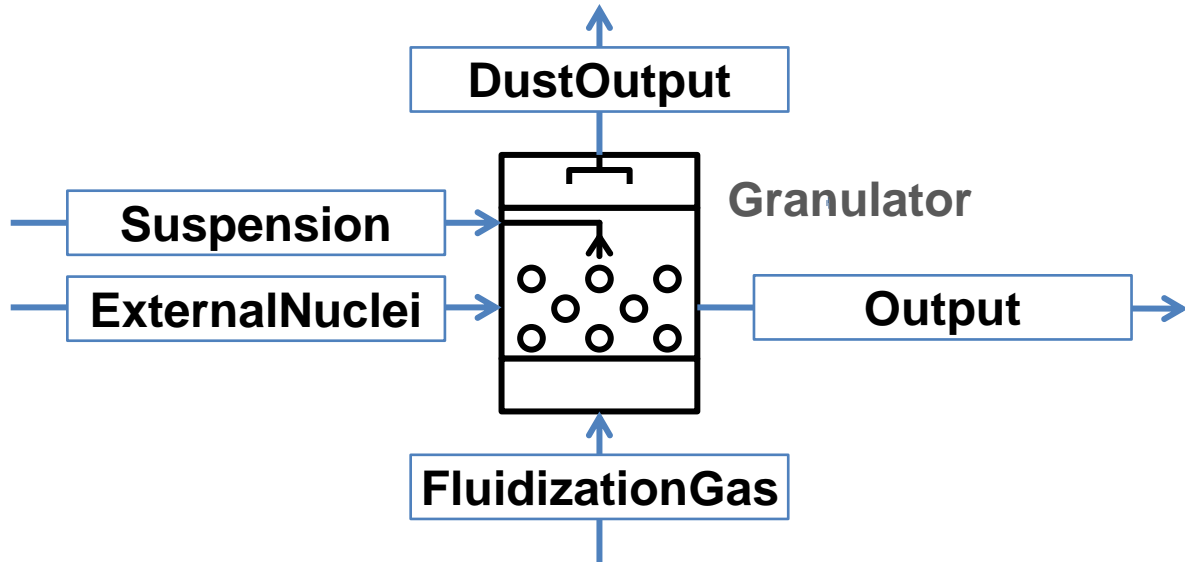 DustOutput
Suspension
Granulator
ExternalNuclei
Output
FluidizationGas